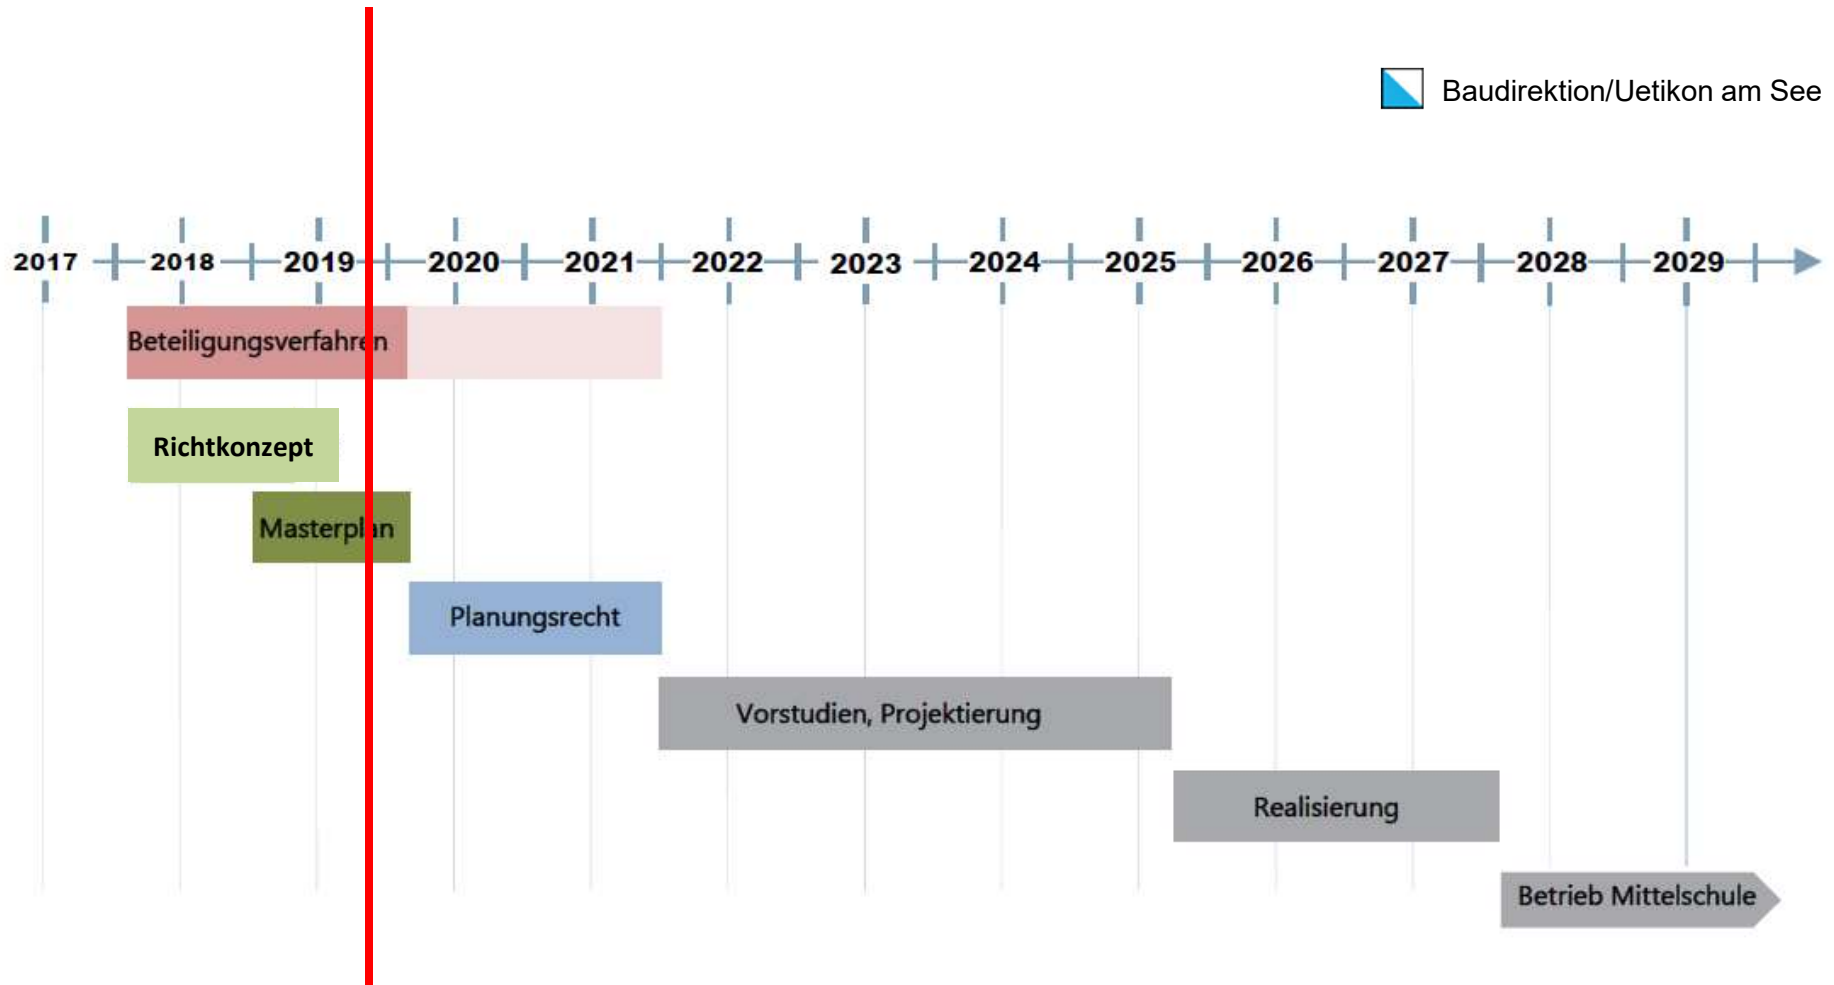 Baudirektion/Uetikon am See
2017 2018 2019 2020 2021 2022 2023 2024 2025 2026 2027 2028 2029
Beteiligungsverfahren
Richtkonzept
Masterplan
Planungsrecht
Vorstudien, Projektierung
Realisierung
Betrieb Mittelschule